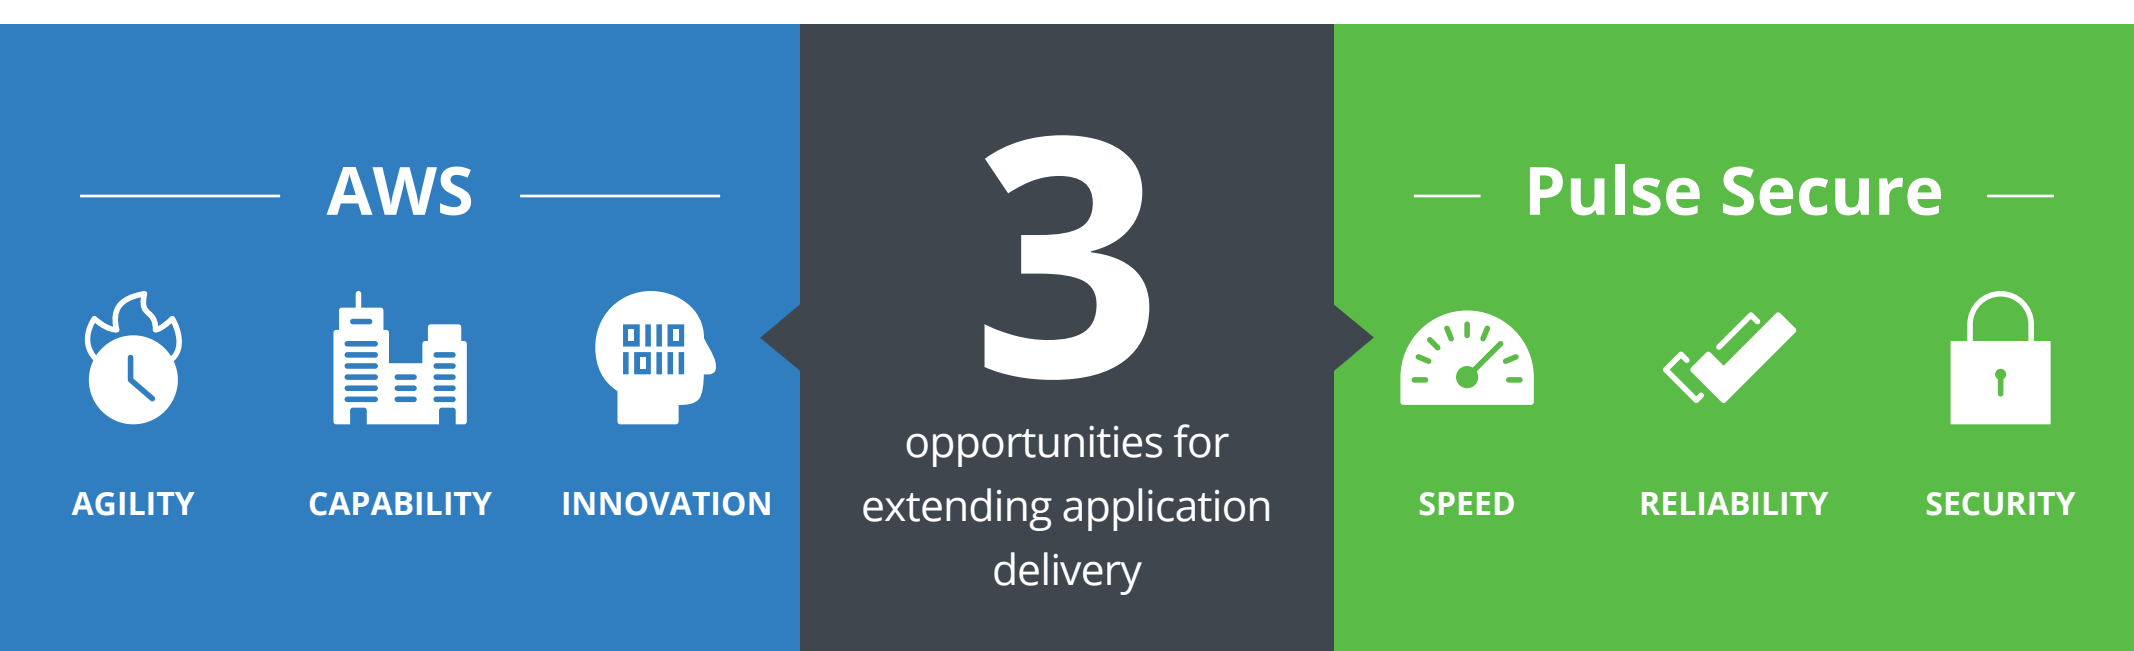 AWS
AGILITY
CAPABILITY
INNOVATION
3
opportunities for
extending application
delivery
Pulse Secure
SPEED
RELIABILITY
SECURITY